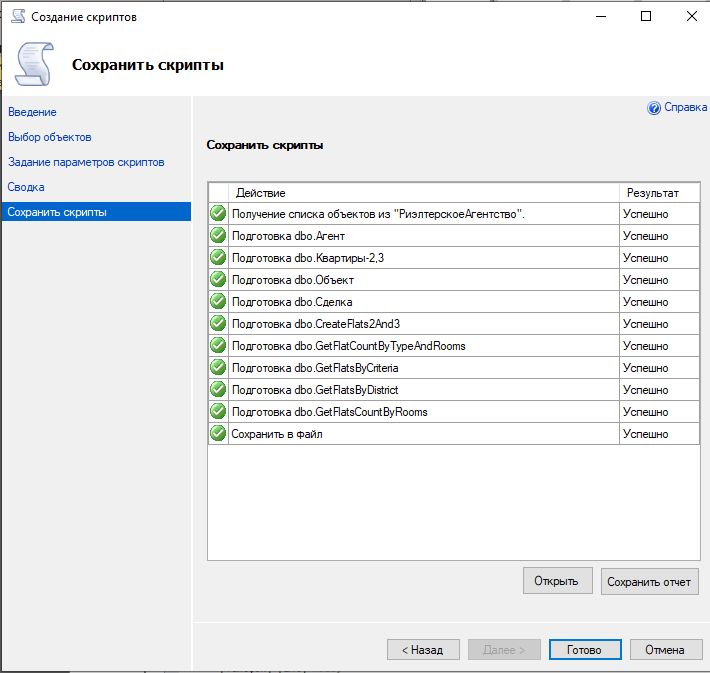 Создание скриптов
Сохранить скрипты
Введение
Выбор объектов
Задание параметров скриптов
Сводка
Сохранить скрипты
Справка
Сохранить скрипты
Действие Результат
Получение списка объектов из "РиэлтерскоеАгентство". Успешно
Подготовка dbo.Агент Успешно
Подготовка dbo.Квартиры-2,3 Успешно
Подготовка dbo.Объект Успешно
Подготовка dbo.Сделка Успешно
Подготовка dbo.CreateFlats2And3 Успешно
Подготовка dbo.GetFlatCountByTypeAndRooms Успешно
Подготовка dbo.GetFlatsByCriteria Успешно
Подготовка dbo.GetFlatsByDistrict Успешно
Подготовка dbo.GetFlatsCountByRooms Успешно
Сохранить в файл Успешно
Открыть Сохранить отчет
< Назад Далее > Готово Отмена